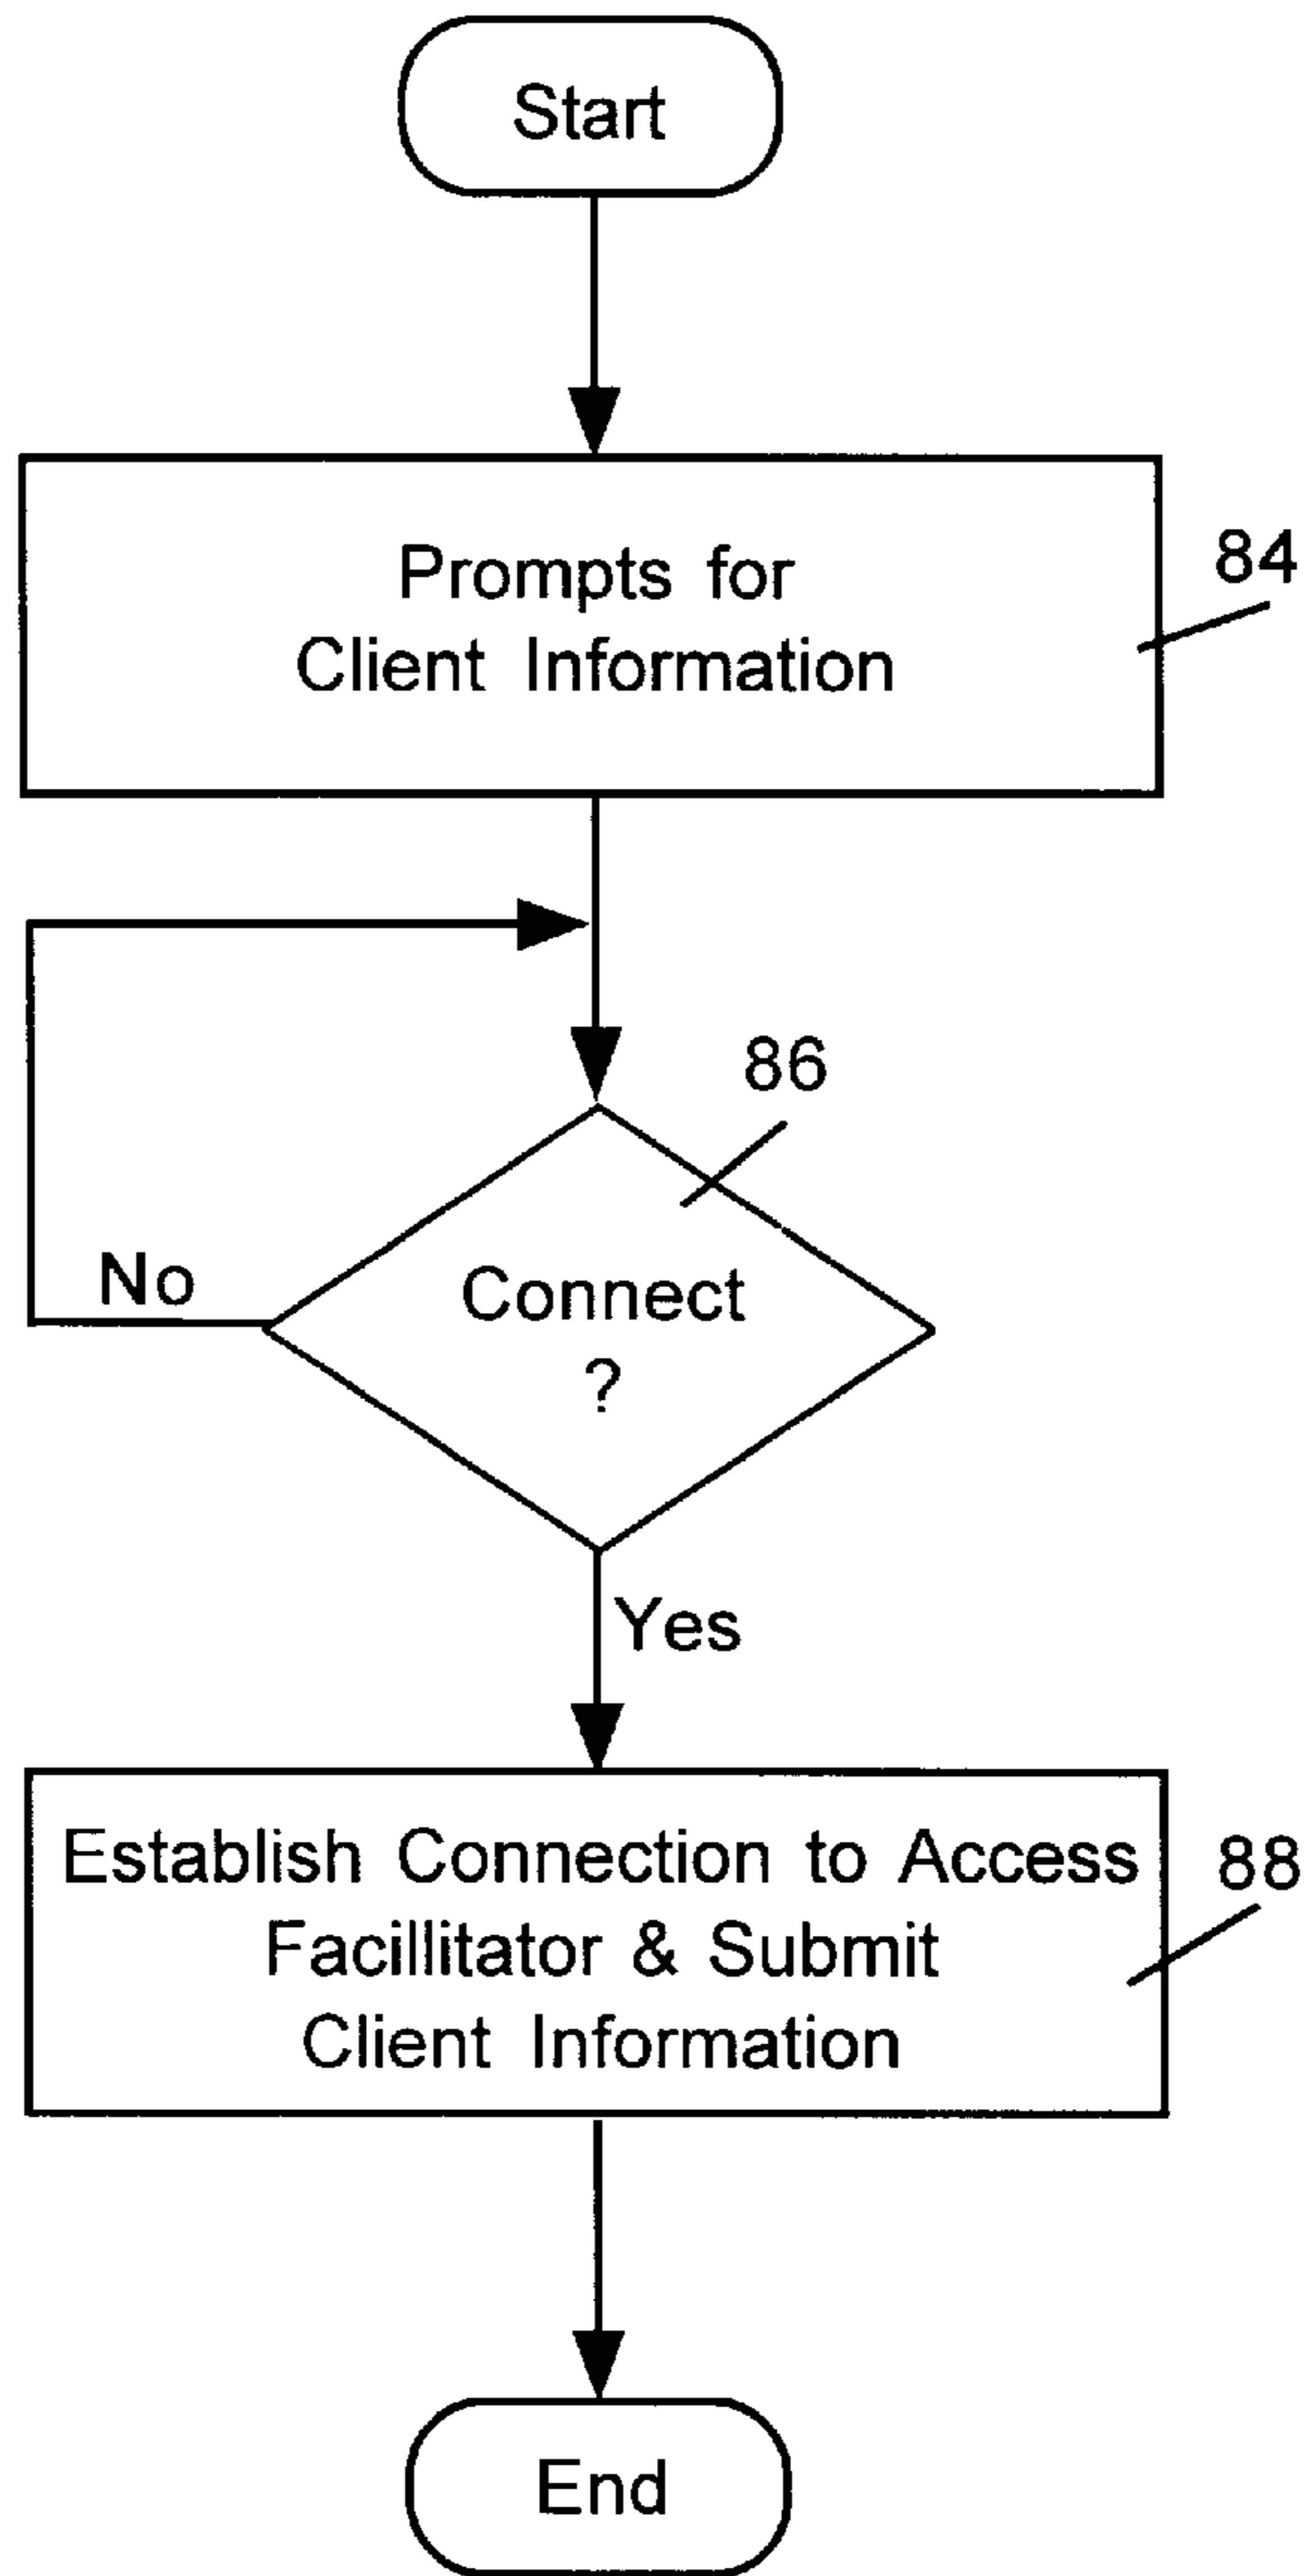 Start
Prompts for
Client Information
84
86
Connect
?
No
Yes
Establish Connection to Access
Facillitator & Submit
Client Information
88
End